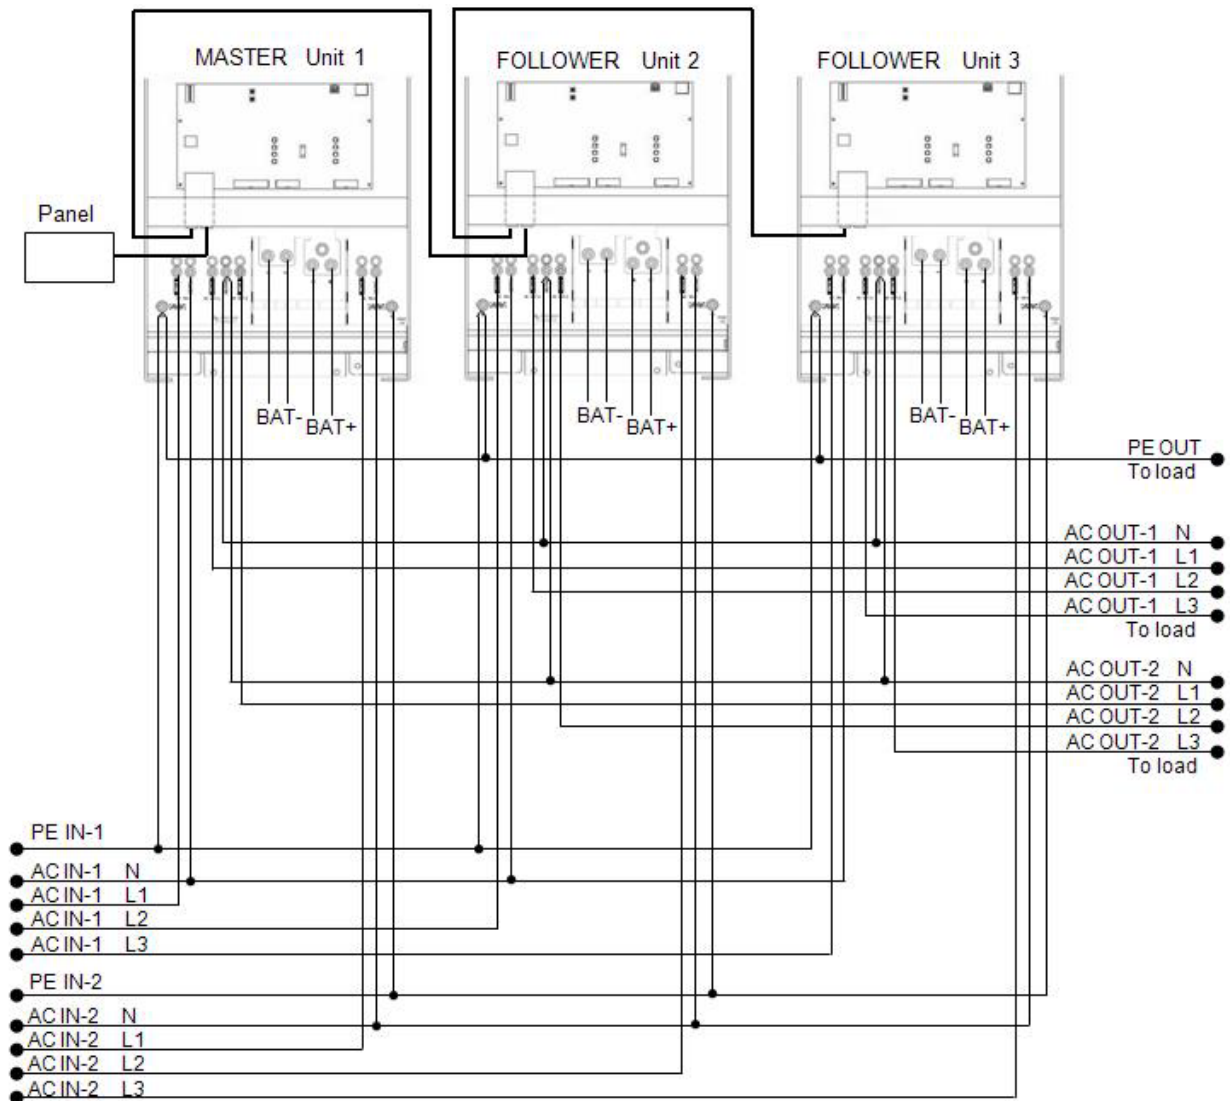 MASTER Unit 1
FOLLOWER Unit 2
FOLLOWER Unit 3
Panel
BAT-
BAT+
BAT-
BAT+
BAT-
BAT+
PE OUT
To load
AC OUT-1 N
AC OUT-1 L1
AC OUT-1 L2
AC OUT-1 L3
To load
AC OUT-2 N
AC OUT-2 L1
AC OUT-2 L2
AC OUT-2 L3
To load
PE IN-1
AC IN-1 N
AC IN-1 L1
AC IN-1 L2
AC IN-1 L3
PE IN-2
AC IN-2 N
AC IN-2 L1
AC IN-2 L2
AC IN-2 L3